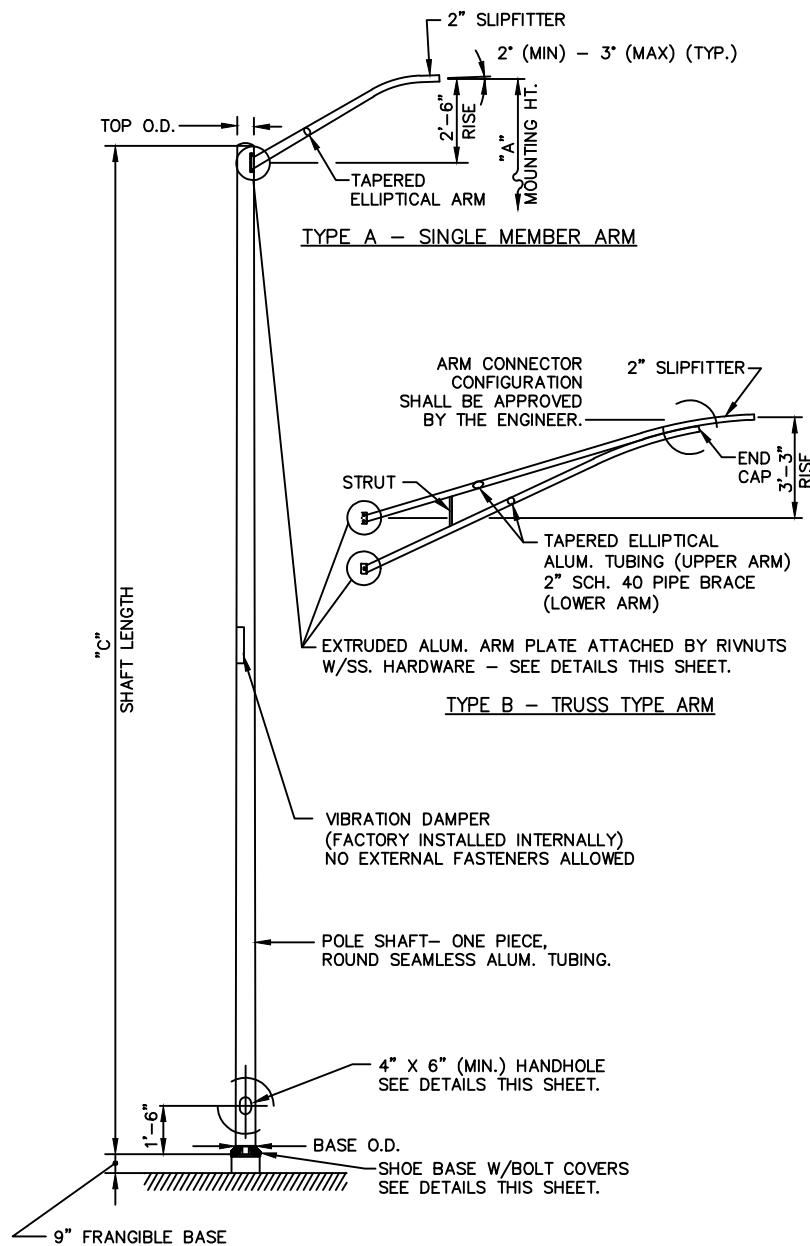 2" SLIPFITTER
2° (MIN) – 3° (MAX) (TYP.)
TOP O.D.
2'-6"
RISE
"A"
MOUNTING HT.
TAPERED
ELLIPTICAL ARM
TYPE A – SINGLE MEMBER ARM
ARM CONNECTOR
CONFIGURATION
SHALL BE APPROVED
BY THE ENGINEER.
2" SLIPFITTER
END
CAP
3'-3"
RISE
STRUT
TAPERED ELLIPTICAL
ALUM. TUBING (UPPER ARM)
2" SCH. 40 PIPE BRACE
(LOWER ARM)
EXTRUDED ALUM. ARM PLATE ATTACHED BY RIVNUTS
W/SS. HARDWARE – SEE DETAILS THIS SHEET.
TYPE B – TRUSS TYPE ARM
"C"
SHAFT LENGTH
VIBRATION DAMPER
(FACTORY INSTALLED INTERNALLY)
NO EXTERNAL FASTENERS ALLOWED
POLE SHAFT– ONE PIECE,
ROUND SEAMLESS ALUM. TUBING.
4" X 6" (MIN.) HANDHOLE
SEE DETAILS THIS SHEET.
1'-6"
BASE O.D.
SHOE BASE W/BOLT COVERS
SEE DETAILS THIS SHEET.
9" FRANGIBLE BASE